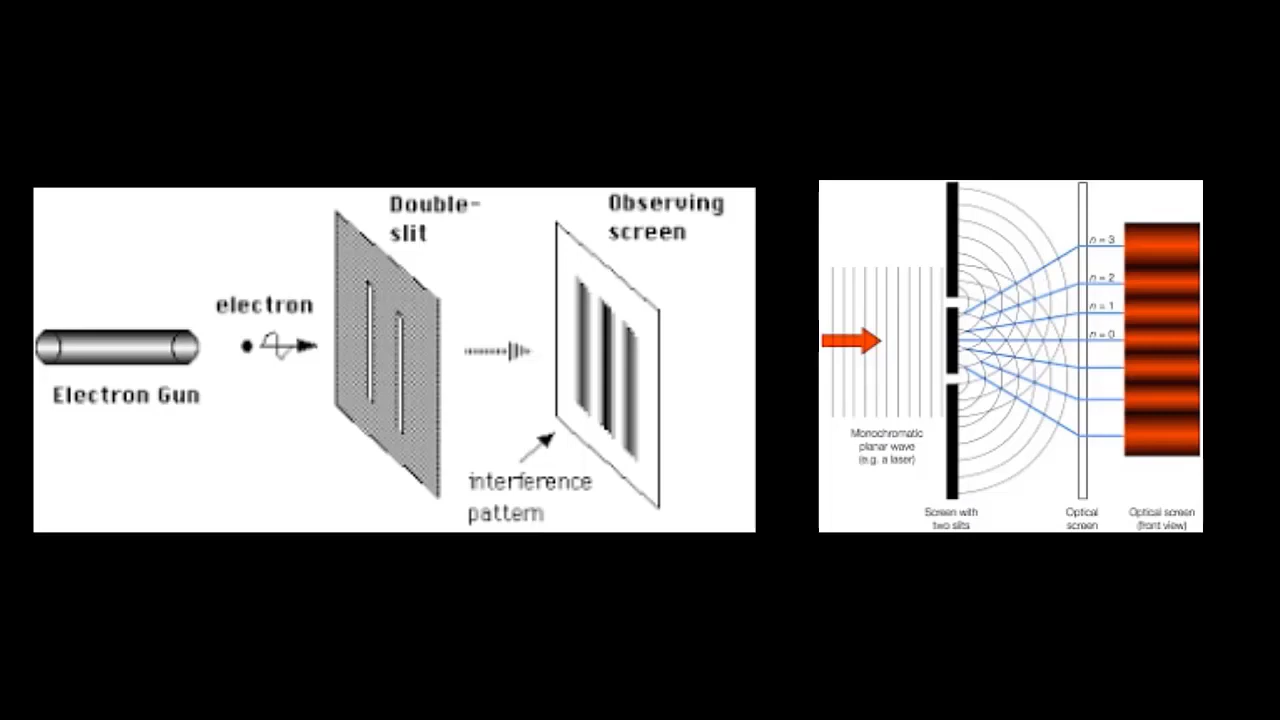 Double-
slit
Observing
screen
electron
Electron Gun
interference
pattern
n = 3
n = 2
n = 1
n = 0
Monochromatic
planar wave
(e.g. a laser)
Screen with
two slits
Optical
screen
Optical screen
(front view)